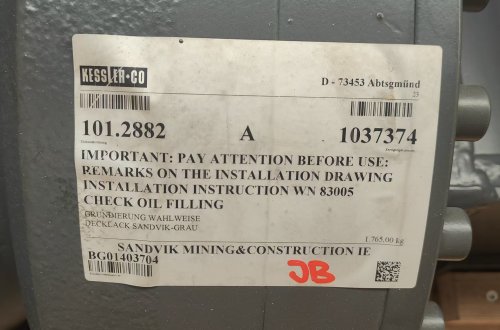 KESSLER+CO
D - 73453 Abtsgmünd
101.2882 A 1037374
IMPORTANT: PAY ATTENTION BEFORE USE:
REMARKS ON THE INSTALLATION DRAWING
INSTALLATION INSTRUCTION WN 83005
CHECK OIL FILLING
GRUNDIERUNG WAHLWEISE
DECKLACK SANDVIK-GRAU
1.765,00 kg
SANDVIK MINING&CONSTRUCTION IE
BG01403704
JB